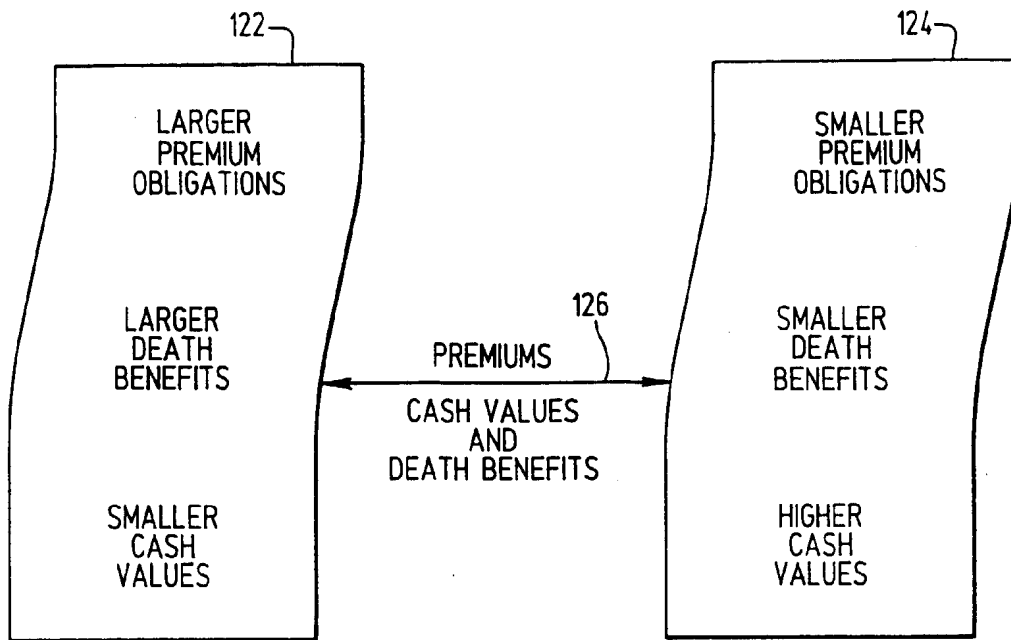 122
LARGER
PREMIUM
OBLIGATIONS
LARGER
DEATH
BENEFITS
SMALLER
CASH
VALUES
126
PREMIUMS
CASH VALUES
AND
DEATH BENEFITS
124
SMALLER
PREMIUM
OBLIGATIONS
SMALLER
DEATH
BENEFITS
HIGHER
CASH
VALUES